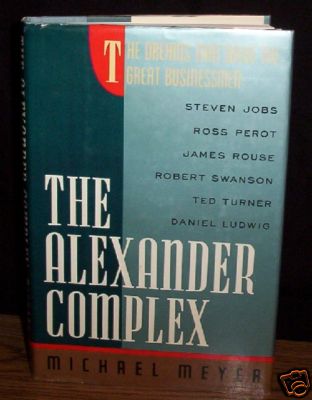 THE DREAMS THAT DRIVE THE
GREAT BUSINESSMEN
STEVEN JOBS
ROSS PEROT
JAMES ROUSE
ROBERT SWANSON
TED TURNER
DANIEL LUDWIG
THE
ALEXANDER
COMPLEX
MICHAEL MEYER